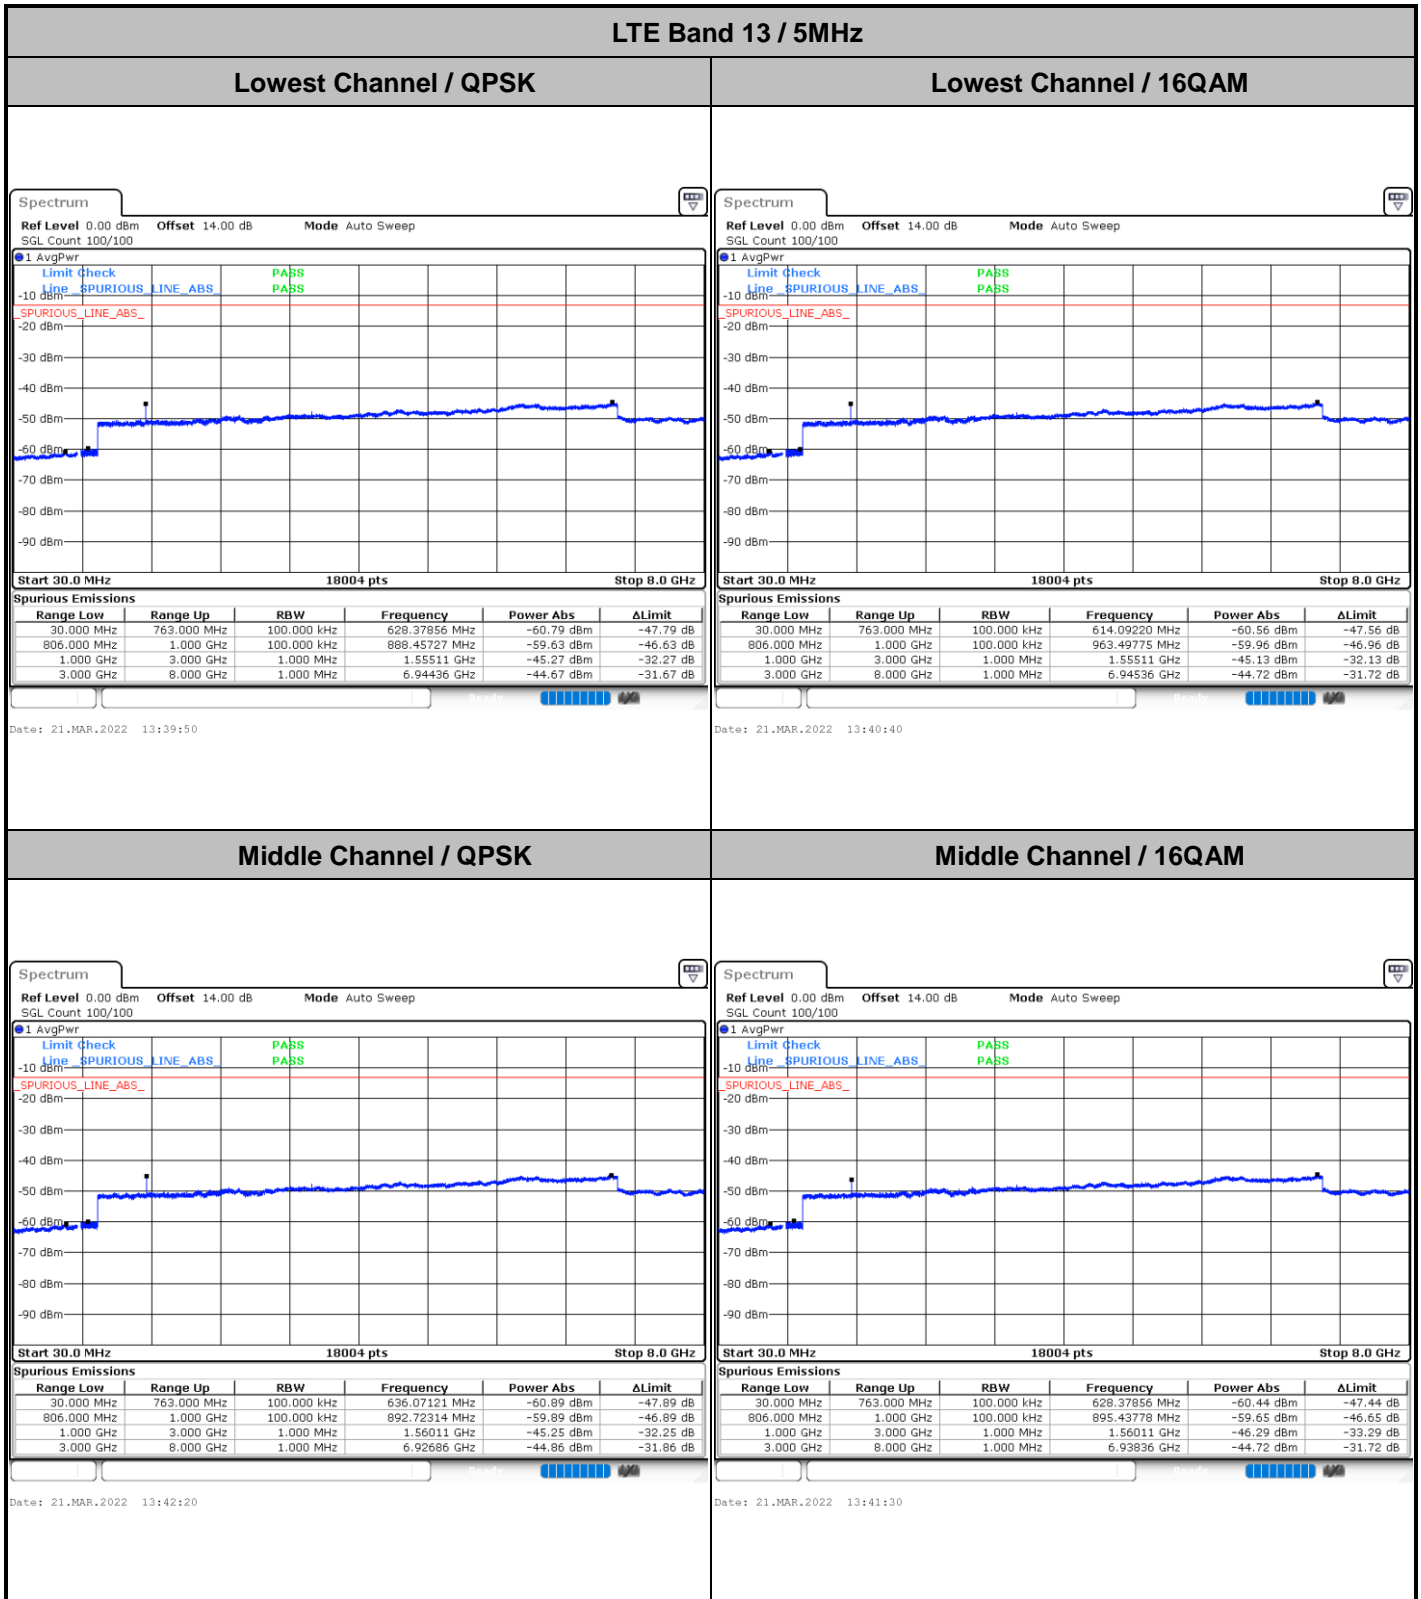 LTE Band 13 / 5MHz
Lowest Channel / QPSK
Lowest Channel / 16QAM
Spectrum
Ref Level 0.00 dBm Offset 14.00 dB Mode Auto Sweep
SGL Count 100/100
1 AvgPwr
Limit Check PASS
Line _SPURIOUS_LINE_ABS_ PASS
-10 dBm
_SPURIOUS_LINE_ABS_
-20 dBm
-30 dBm
-40 dBm
-50 dBm
-60 dBm
-70 dBm
-80 dBm
-90 dBm
Start 30.0 MHz 18004 pts Stop 8.0 GHz
Spurious Emissions
Range Low Range Up RBW Frequency Power Abs ΔLimit
30.000 MHz 763.000 MHz 100.000 kHz 628.37856 MHz -60.79 dBm -47.79 dB
806.000 MHz 1.000 GHz 100.000 kHz 888.45727 MHz -59.63 dBm -46.63 dB
1.000 GHz 3.000 GHz 1.000 MHz 1.55511 GHz -45.27 dBm -32.27 dB
3.000 GHz 8.000 GHz 1.000 MHz 6.94436 GHz -44.67 dBm -31.67 dB
Date: 21.MAR.2022 13:39:50
Spectrum
Ref Level 0.00 dBm Offset 14.00 dB Mode Auto Sweep
SGL Count 100/100
1 AvgPwr
Limit Check PASS
Line _SPURIOUS_LINE_ABS_ PASS
-10 dBm
_SPURIOUS_LINE_ABS_
-20 dBm
-30 dBm
-40 dBm
-50 dBm
-60 dBm
-70 dBm
-80 dBm
-90 dBm
Start 30.0 MHz 18004 pts Stop 8.0 GHz
Spurious Emissions
Range Low Range Up RBW Frequency Power Abs ΔLimit
30.000 MHz 763.000 MHz 100.000 kHz 614.09220 MHz -60.56 dBm -47.56 dB
806.000 MHz 1.000 GHz 100.000 kHz 963.49775 MHz -59.96 dBm -46.96 dB
1.000 GHz 3.000 GHz 1.000 MHz 1.55511 GHz -45.13 dBm -32.13 dB
3.000 GHz 8.000 GHz 1.000 MHz 6.94536 GHz -44.72 dBm -31.72 dB
Date: 21.MAR.2022 13:40:40
Middle Channel / QPSK
Middle Channel / 16QAM
Spectrum
Ref Level 0.00 dBm Offset 14.00 dB Mode Auto Sweep
SGL Count 100/100
1 AvgPwr
Limit Check PASS
Line _SPURIOUS_LINE_ABS_ PASS
-10 dBm
_SPURIOUS_LINE_ABS_
-20 dBm
-30 dBm
-40 dBm
-50 dBm
-60 dBm
-70 dBm
-80 dBm
-90 dBm
Start 30.0 MHz 18004 pts Stop 8.0 GHz
Spurious Emissions
Range Low Range Up RBW Frequency Power Abs ΔLimit
30.000 MHz 763.000 MHz 100.000 kHz 636.07121 MHz -60.89 dBm -47.89 dB
806.000 MHz 1.000 GHz 100.000 kHz 892.72314 MHz -59.89 dBm -46.89 dB
1.000 GHz 3.000 GHz 1.000 MHz 1.56011 GHz -45.25 dBm -32.25 dB
3.000 GHz 8.000 GHz 1.000 MHz 6.92686 GHz -44.86 dBm -31.86 dB
Date: 21.MAR.2022 13:42:20
Spectrum
Ref Level 0.00 dBm Offset 14.00 dB Mode Auto Sweep
SGL Count 100/100
1 AvgPwr
Limit Check PASS
Line _SPURIOUS_LINE_ABS_ PASS
-10 dBm
_SPURIOUS_LINE_ABS_
-20 dBm
-30 dBm
-40 dBm
-50 dBm
-60 dBm
-70 dBm
-80 dBm
-90 dBm
Start 30.0 MHz 18004 pts Stop 8.0 GHz
Spurious Emissions
Range Low Range Up RBW Frequency Power Abs ΔLimit
30.000 MHz 763.000 MHz 100.000 kHz 628.37856 MHz -60.44 dBm -47.44 dB
806.000 MHz 1.000 GHz 100.000 kHz 895.43778 MHz -59.65 dBm -46.65 dB
1.000 GHz 3.000 GHz 1.000 MHz 1.56011 GHz -46.29 dBm -33.29 dB
3.000 GHz 8.000 GHz 1.000 MHz 6.93836 GHz -44.72 dBm -31.72 dB
Date: 21.MAR.2022 13:41:30